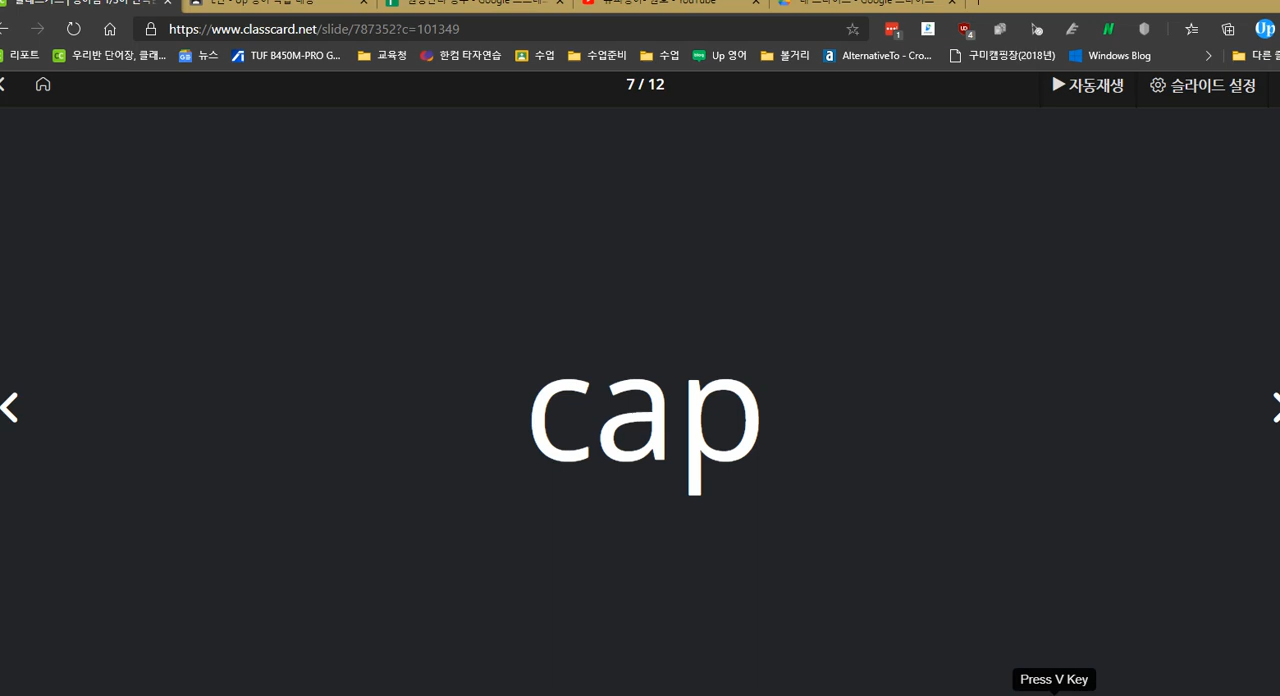 https://www.classcard.net/slide/787352?c=101349
리포트 우리반 단어장, 클래... 뉴스 TUF B450M-PRO G... 교육청 한컴 타자연습 수업 수업준비 수업 Up 영어 볼거리 AlternativeTo - Cro... 구미캠핑장(2018년) Windows Blog 다른
7 / 12
자동재생
슬라이드 설정
cap
Press V Key